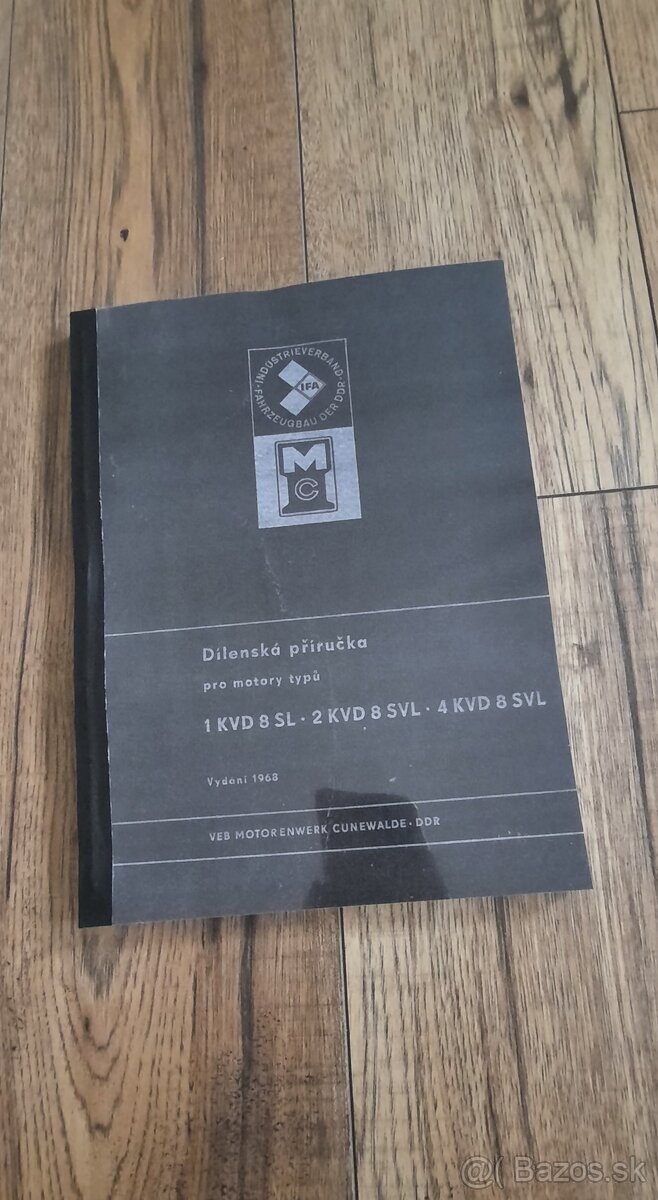 INDUSTRIEVERBAND
FAHRZEUGBAU DER DDR
IFA
M
C
Dílenská příručka
pro motory typů
1 KVD 8 SL · 2 KVD 8 SVL · 4 KVD 8 SVL
Vydání 1968
VEB MOTORENWERK CUNEWALDE · DDR
@( Bazos.sk